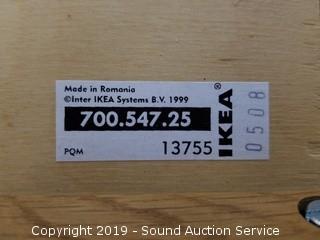 Made in Romania
©Inter IKEA Systems B.V. 1999
700.547.25
PQM
13755
IKEA
0508
Copyright 2019 - Sound Auction Service